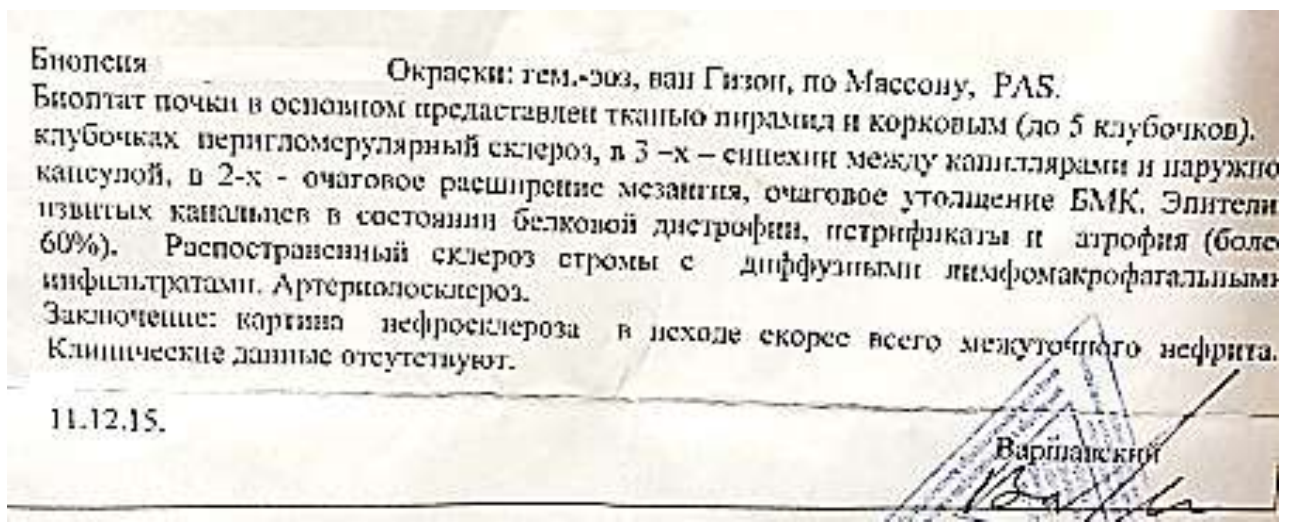 Биопсия Окраски: гем.-эоз, ван Гизон, по Массону, PAS.
Биоптат почки в основном предаставлен тканью пирамид и корковым (до 5 клубочков).
клубочках перигломерулярный склероз, в 3 –х – синехии между капиллярами и наружно
капсулой, в 2-х - очаговое расширение мезангия, очаговое утолщение БМК. Эпители
извитых канальцев в состоянии белковой дистрофии, петрификаты и атрофия (боле
60%). Распостраненный склероз стромы с диффузными лимфомакрофагальными
инфильтратами. Артериолосклероз.
Заключение: картина нефросклероза в исходе скорее всего межуточного нефрита.
Клинические данные отсутствуют.
11.12.15.
Варшавский